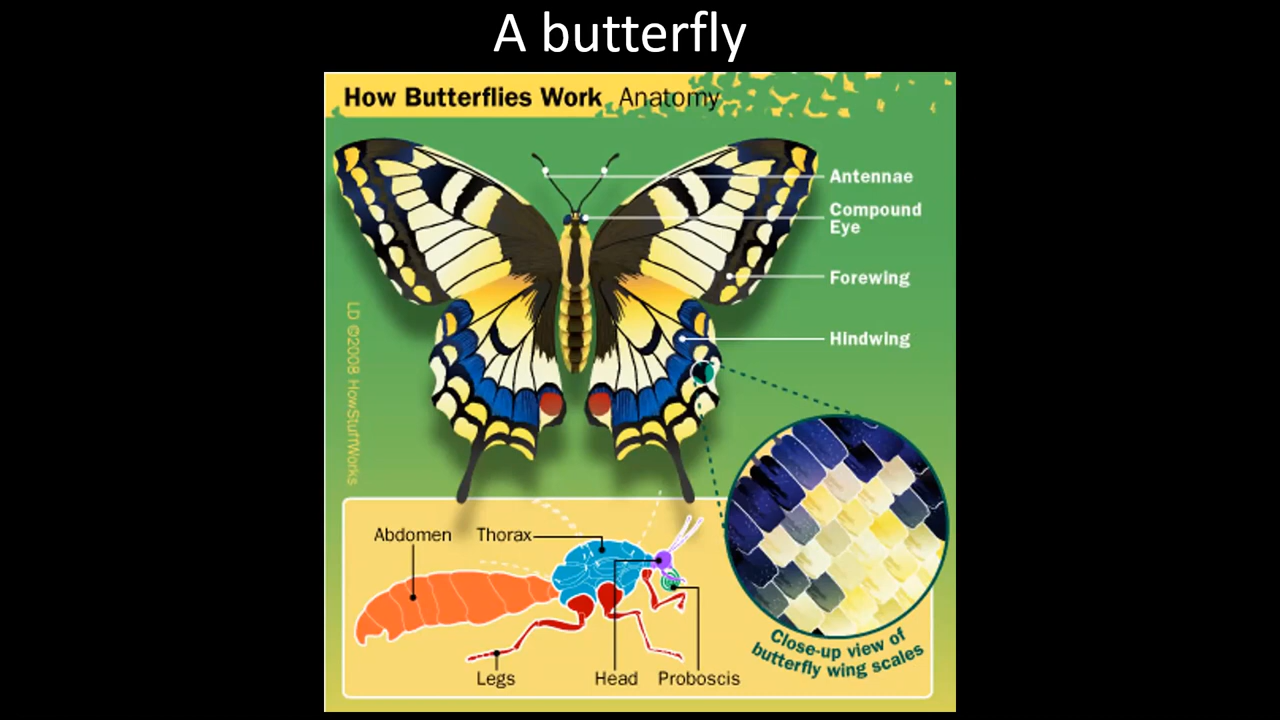 A butterfly
How Butterflies Work Anatomy
Antennae
Compound
Eye
Forewing
Hindwing
LD ©2008 HowStuffWorks
Abdomen
Thorax
Legs
Head
Proboscis
Close-up view of
butterfly wing scales